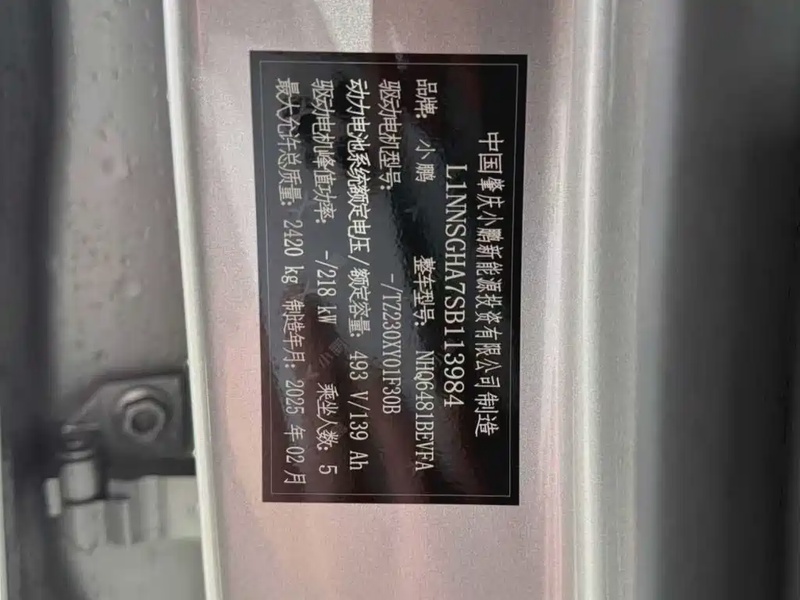 中国肇庆小鹏新能源投资有限公司制造
L1NNSGHA7SB113984
品牌: 小鹏 整车型号: NHQ6481BEVFA
驱动电机型号: -/TZ230XY01F30B
动力电池系统额定电压/额定容量: 493 V/139 Ah
驱动电机峰值功率: -/218 kW 乘坐人数: 5
最大允许总质量: 2420 kg 制造年月: 2025 年 02 月